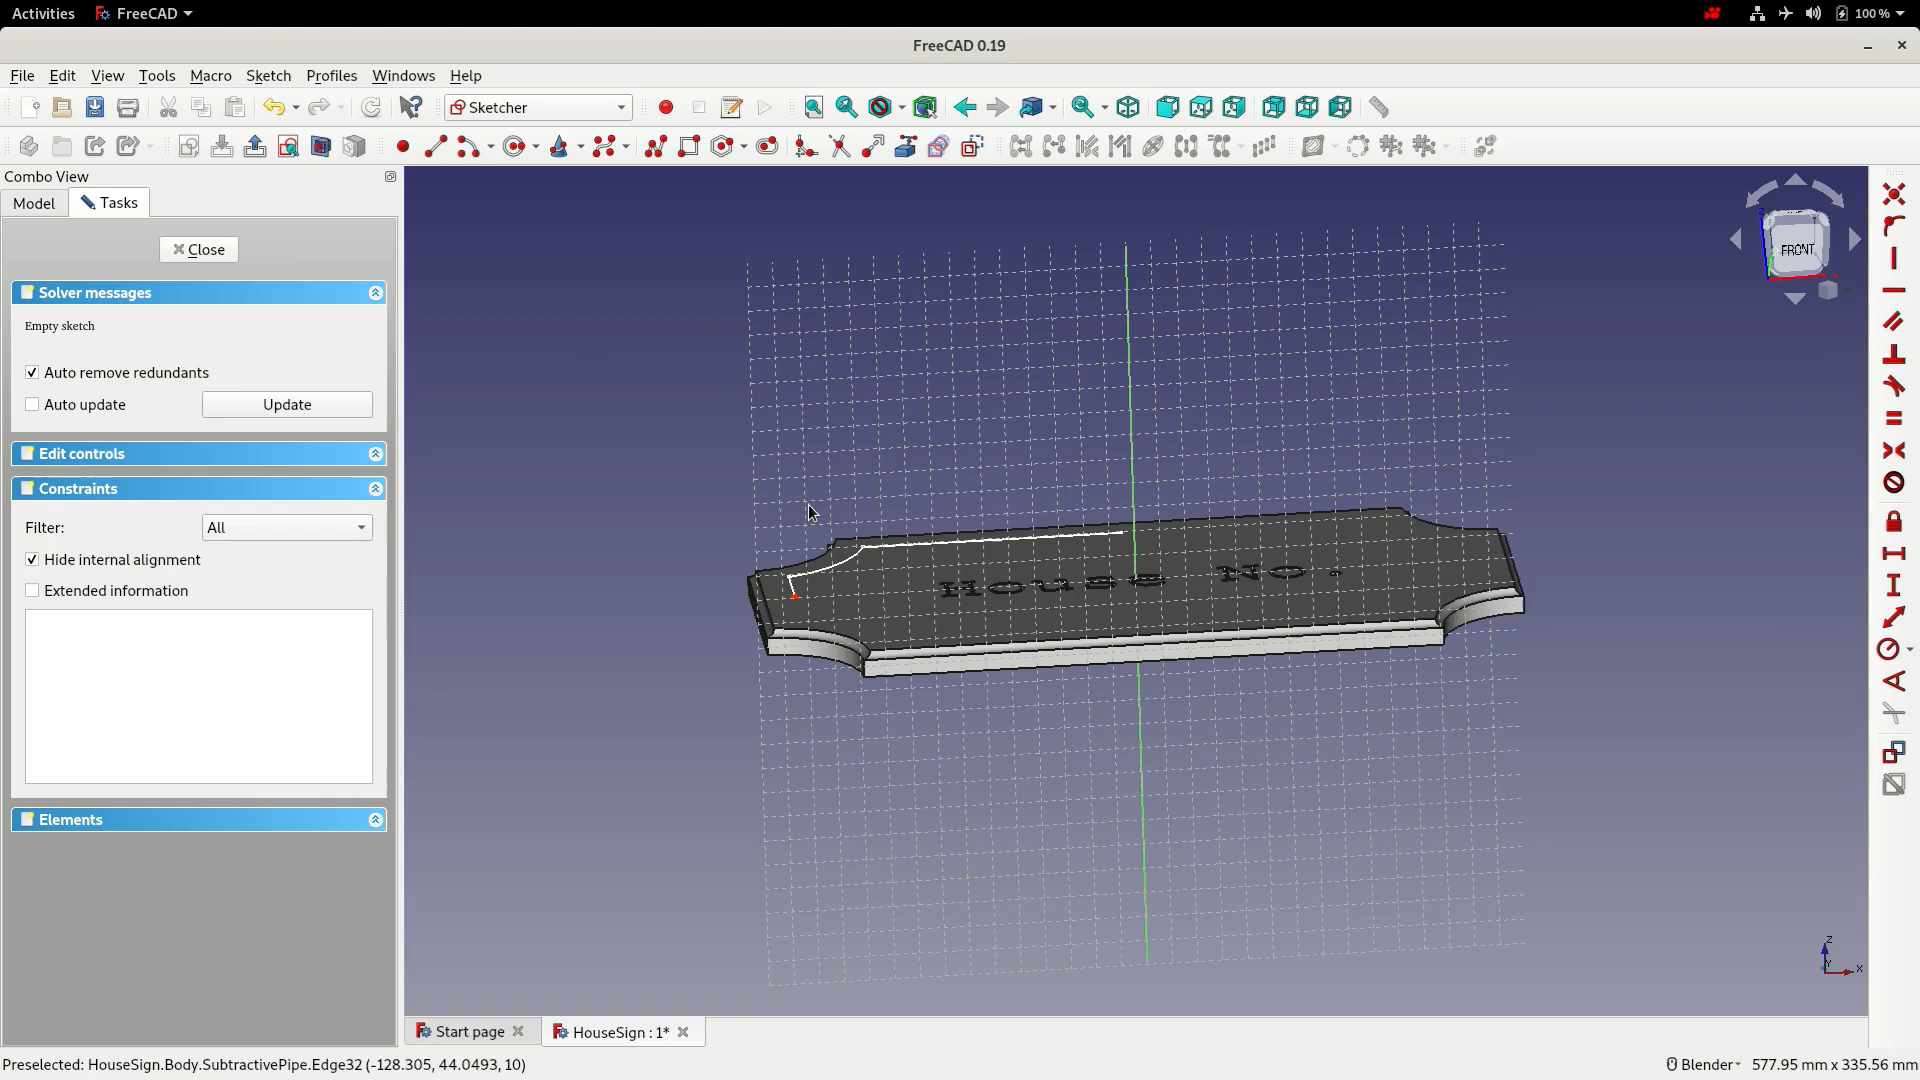 Activities FreeCAD 100 %
FreeCAD 0.19
File Edit View Tools Macro Sketch Profiles Windows Help
Sketcher
Combo View
Model Tasks
Close
Solver messages
Empty sketch
Auto remove redundants
Auto update Update
Edit controls
Constraints
Filter: All
Hide internal alignment
Extended information
Elements
FRONT
House No.
Z
Y X
Start page HouseSign : 1*
Preselected: HouseSign.Body.SubtractivePipe.Edge32 (-128.305, 44.0493, 10) Blender 577.95 mm x 335.56 mm